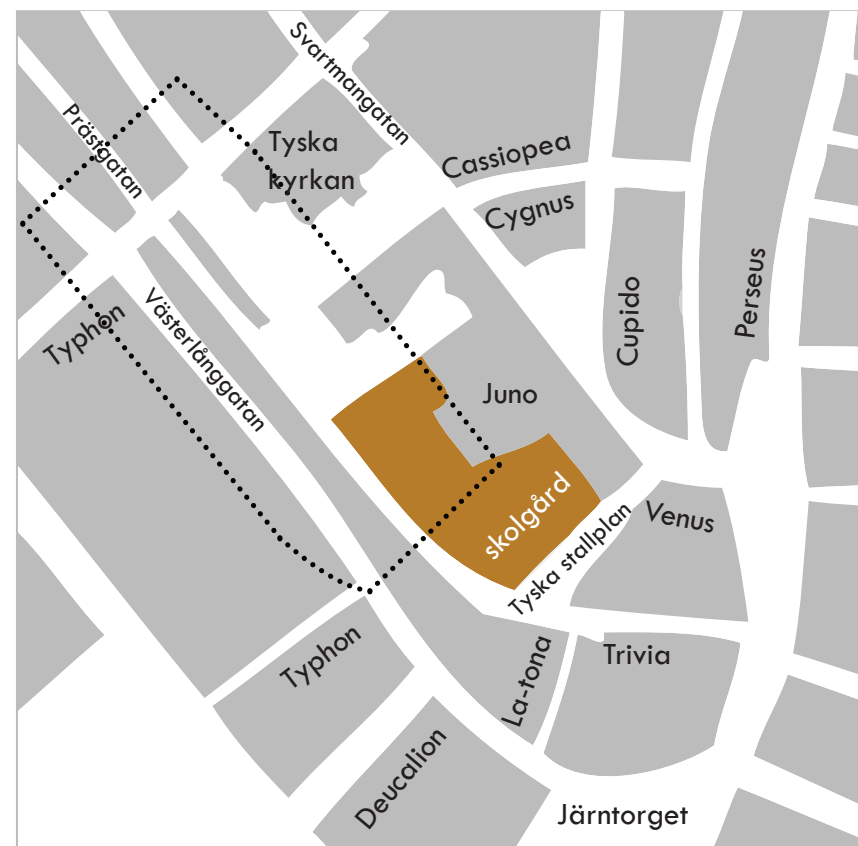 Svartmangatan
Prästgatan
Tyska
kyrkan
Cassiopea
Cygnus
Västerlånggatan
Typhon
Cupido
Perseus
Juno
skolgård
Tyska stallplan
Venus
Typhon
La-tona
Trivia
Deucalion
Järntorget